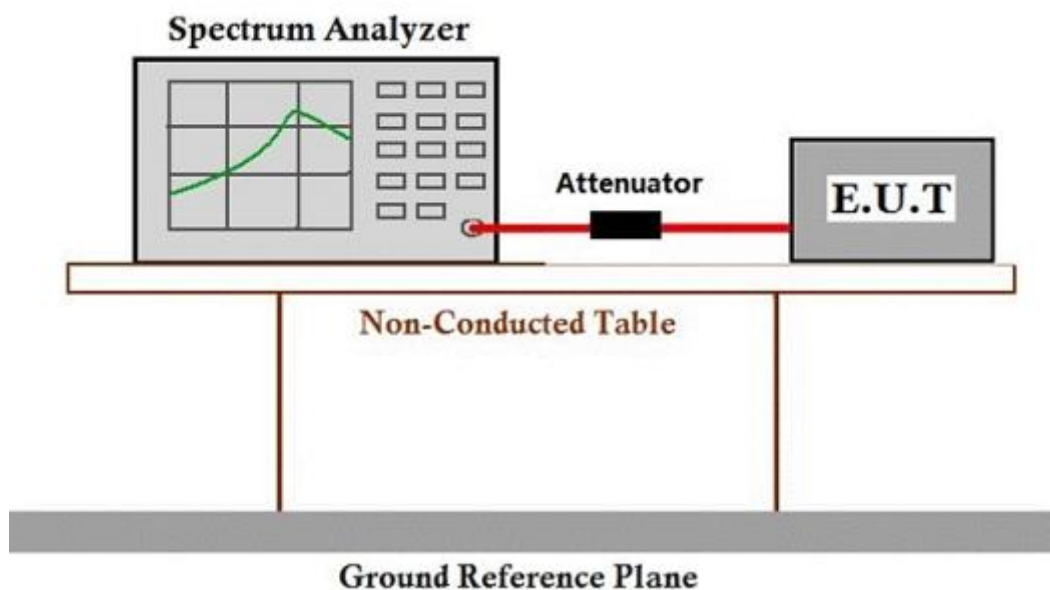 Spectrum Analyzer
Attenuator
E.U.T
Non-Conducted Table
Ground Reference Plane